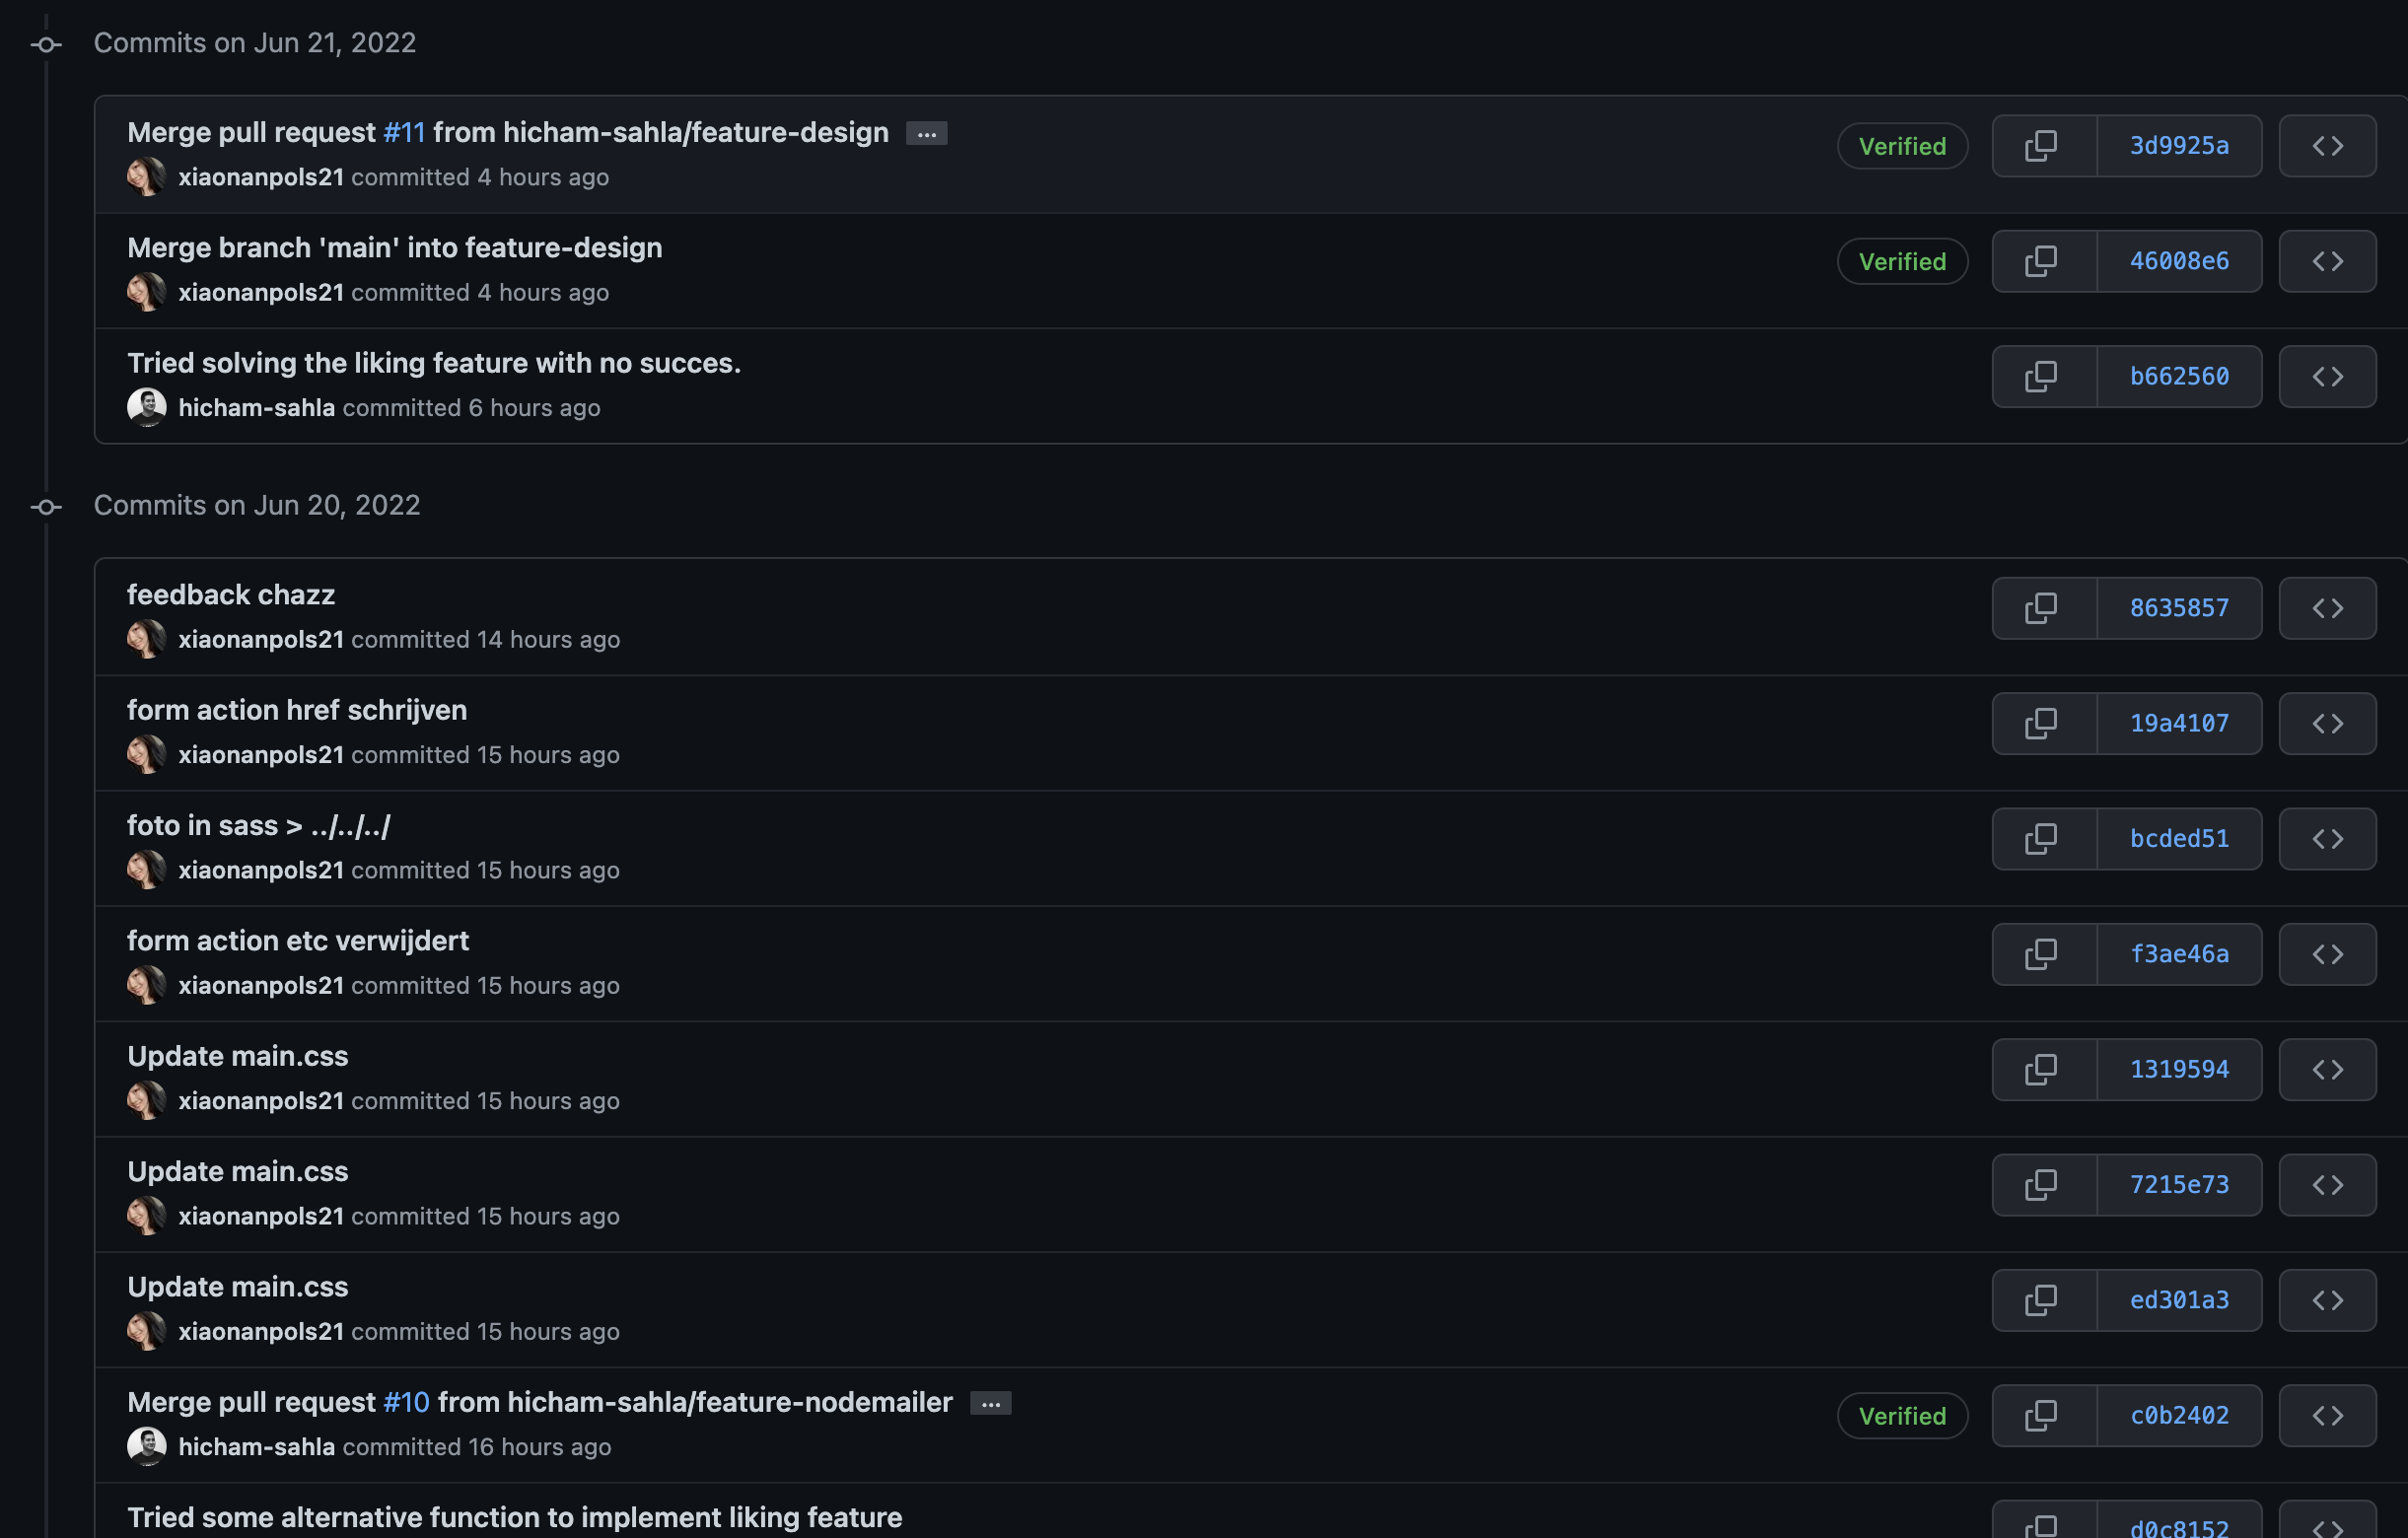 Commits on Jun 21, 2022
Merge pull request #11 from hicham-sahla/feature-design ...
Verified
3d9925a
xiaonanpols21 committed 4 hours ago
Merge branch 'main' into feature-design
Verified
46008e6
xiaonanpols21 committed 4 hours ago
Tried solving the liking feature with no succes.
b662560
hicham-sahla committed 6 hours ago
Commits on Jun 20, 2022
feedback chazz
8635857
xiaonanpols21 committed 14 hours ago
form action href schrijven
19a4107
xiaonanpols21 committed 15 hours ago
foto in sass > ../../../
bcded51
xiaonanpols21 committed 15 hours ago
form action etc verwijdert
f3ae46a
xiaonanpols21 committed 15 hours ago
Update main.css
1319594
xiaonanpols21 committed 15 hours ago
Update main.css
7215e73
xiaonanpols21 committed 15 hours ago
Update main.css
ed301a3
xiaonanpols21 committed 15 hours ago
Merge pull request #10 from hicham-sahla/feature-nodemailer ...
Verified
c0b2402
hicham-sahla committed 16 hours ago
Tried some alternative function to implement liking feature
d0c8152